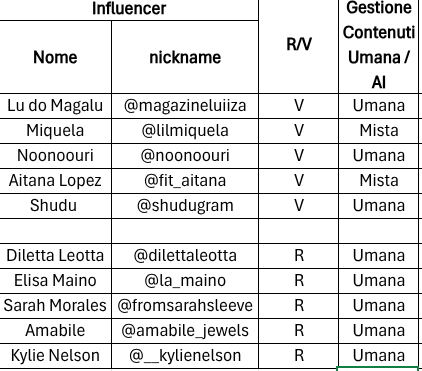 Influencer
R/V
Gestione
Contenuti
Umana /
AI
Nome nickname
Lu do Magalu @magazineluiiza V Umana
Miquela @lilmiquela V Mista
Noonoouri @noonoouri V Umana
Aitana Lopez @fit_aitana V Mista
Shudu @shudugram V Umana
Diletta Leotta @dilettaleotta R Umana
Elisa Maino @la_maino R Umana
Sarah Morales @fromsarahsleeve R Umana
Amabile @amabile_jewels R Umana
Kylie Nelson @__kylienelson R Umana